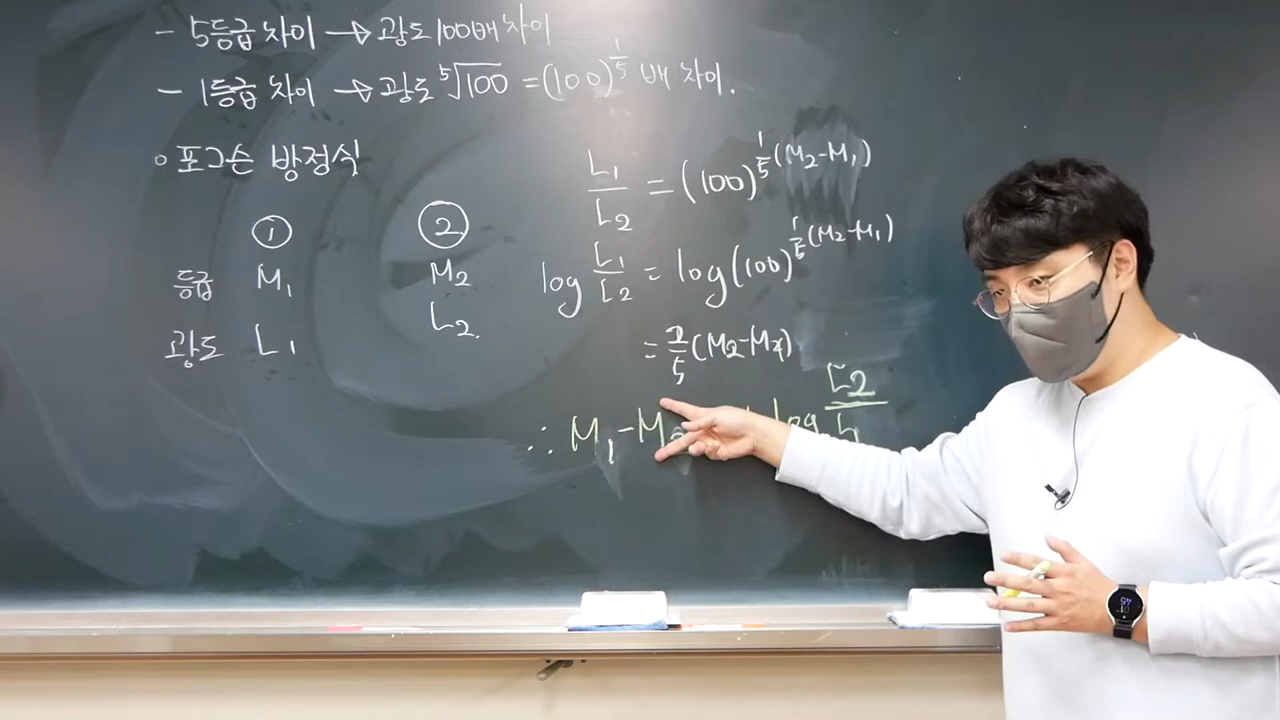 - 5등급 차이 → 광도 100배 차이
- 1등급 차이 → 광도 ⁵√100 = (100)^(1/5) 배 차이.
○ 포그슨 방정식
① ②
등급 M₁ M₂
광도 L₁ L₂.
L₁/L₂ = (100)^(1/5(M₂-M₁))
log L₁/L₂ = log(100)^(1/5(M₂-M₁))
= 2/5(M₂-M₁)
∴ M₁-M₂ log L₂/L₁